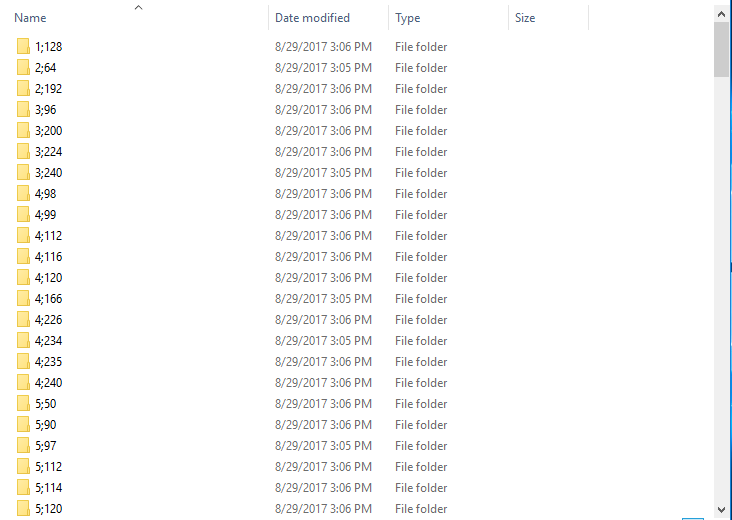 Name Date modified Type Size
1;128 8/29/2017 3:06 PM File folder
2;64 8/29/2017 3:05 PM File folder
2;192 8/29/2017 3:06 PM File folder
3;96 8/29/2017 3:06 PM File folder
3;200 8/29/2017 3:06 PM File folder
3;224 8/29/2017 3:06 PM File folder
3;240 8/29/2017 3:05 PM File folder
4;98 8/29/2017 3:06 PM File folder
4;99 8/29/2017 3:06 PM File folder
4;112 8/29/2017 3:06 PM File folder
4;116 8/29/2017 3:06 PM File folder
4;120 8/29/2017 3:06 PM File folder
4;166 8/29/2017 3:05 PM File folder
4;226 8/29/2017 3:06 PM File folder
4;234 8/29/2017 3:05 PM File folder
4;235 8/29/2017 3:06 PM File folder
4;240 8/29/2017 3:06 PM File folder
5;50 8/29/2017 3:06 PM File folder
5;90 8/29/2017 3:06 PM File folder
5;97 8/29/2017 3:05 PM File folder
5;112 8/29/2017 3:06 PM File folder
5;114 8/29/2017 3:06 PM File folder
5;120 8/29/2017 3:06 PM File folder